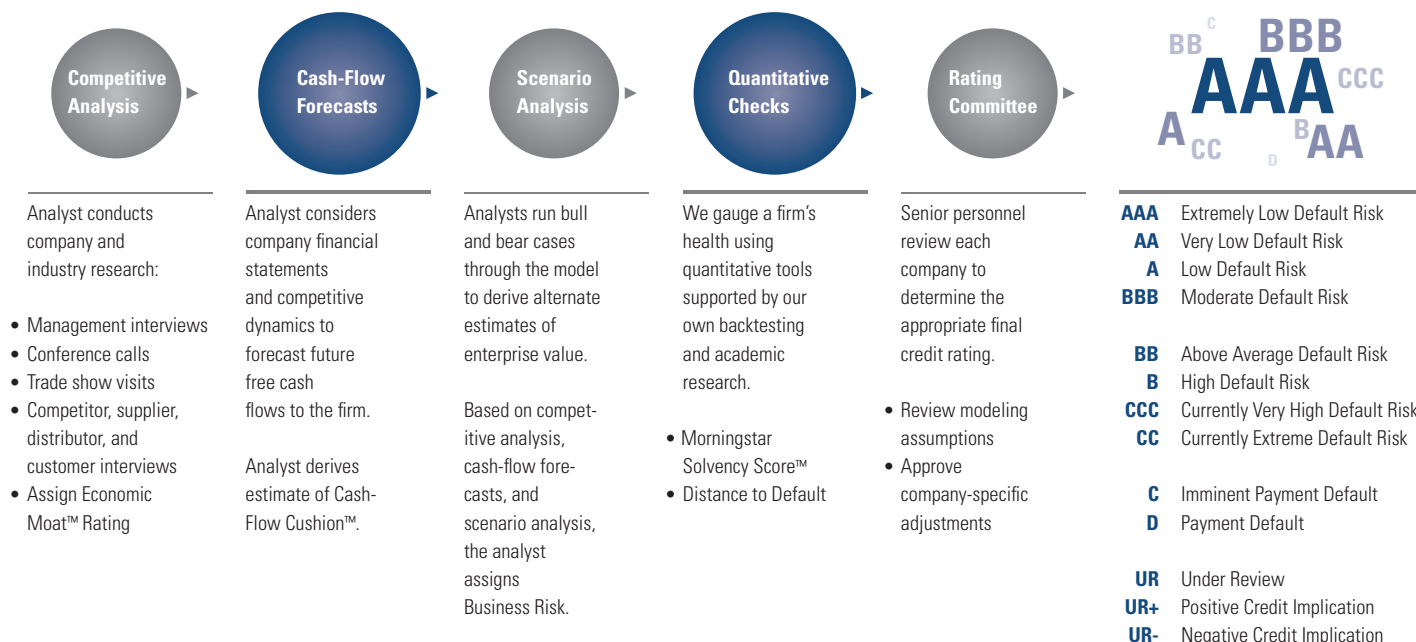 Competitive
Analysis
Cash-Flow
Forecasts
Scenario
Analysis
Quantitative
Checks
Rating
Committee
C
BB
BBB
AAA
CCC
A
CC
B
D
AA
Analyst conducts
company and
industry research:
• Management interviews
• Conference calls
• Trade show visits
• Competitor, supplier,
distributor, and
customer interviews
• Assign Economic
Moat™ Rating
Analyst considers
company financial
statements
and competitive
dynamics to
forecast future
free cash
flows to the firm.
Analyst derives
estimate of Cash-
Flow Cushion™.
Analysts run bull
and bear cases
through the model
to derive alternate
estimates of
enterprise value.
Based on compet-
itive analysis,
cash-flow fore-
casts, and
scenario analysis,
the analyst
assigns
Business Risk.
We gauge a firm’s
health using
quantitative tools
supported by our
own backtesting
and academic
research.
• Morningstar
Solvency Score™
• Distance to Default
Senior personnel
review each
company to
determine the
appropriate final
credit rating.
• Review modeling
assumptions
• Approve
company-specific
adjustments
AAA Extremely Low Default Risk
AA Very Low Default Risk
A Low Default Risk
BBB Moderate Default Risk
BB Above Average Default Risk
B High Default Risk
CCC Currently Very High Default Risk
CC Currently Extreme Default Risk
C Imminent Payment Default
D Payment Default
UR Under Review
UR+ Positive Credit Implication
UR- Negative Credit Implication